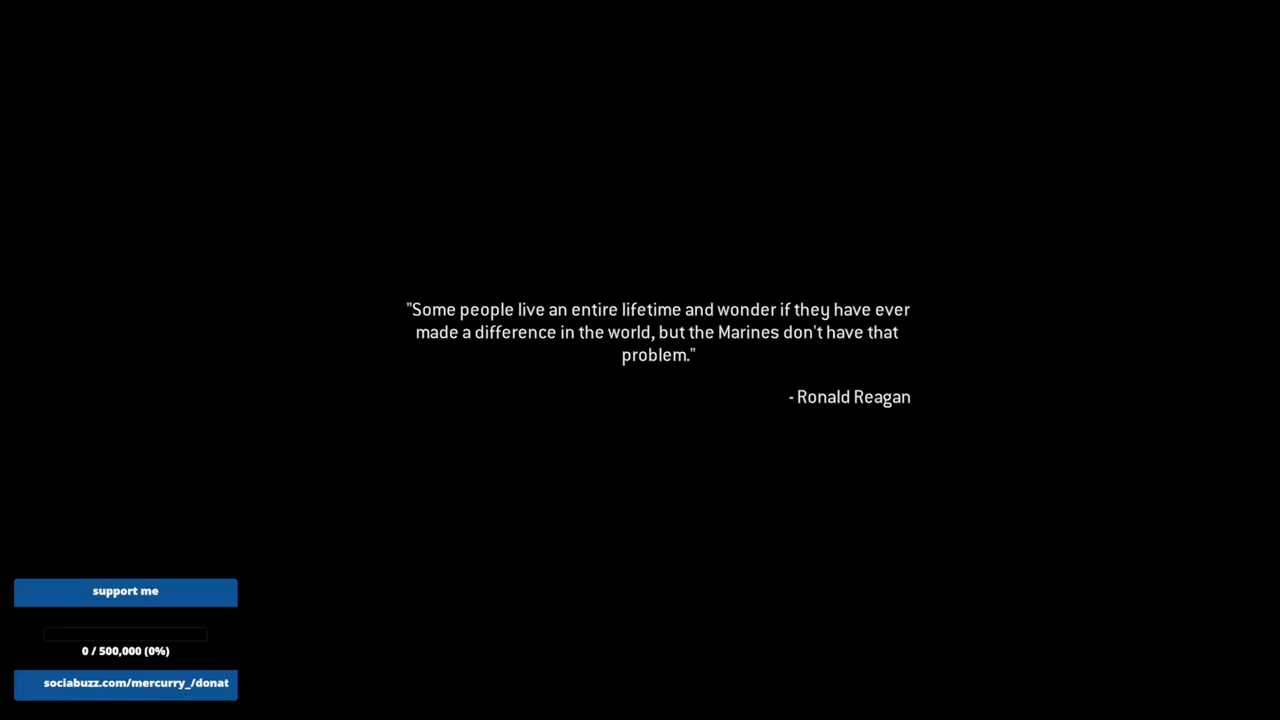 "Some people live an entire lifetime and wonder if they have ever
made a difference in the world, but the Marines don't have that
problem."
- Ronald Reagan
support me
0 / 500,000 (0%)
sociabuzz.com/mercurry_/donat